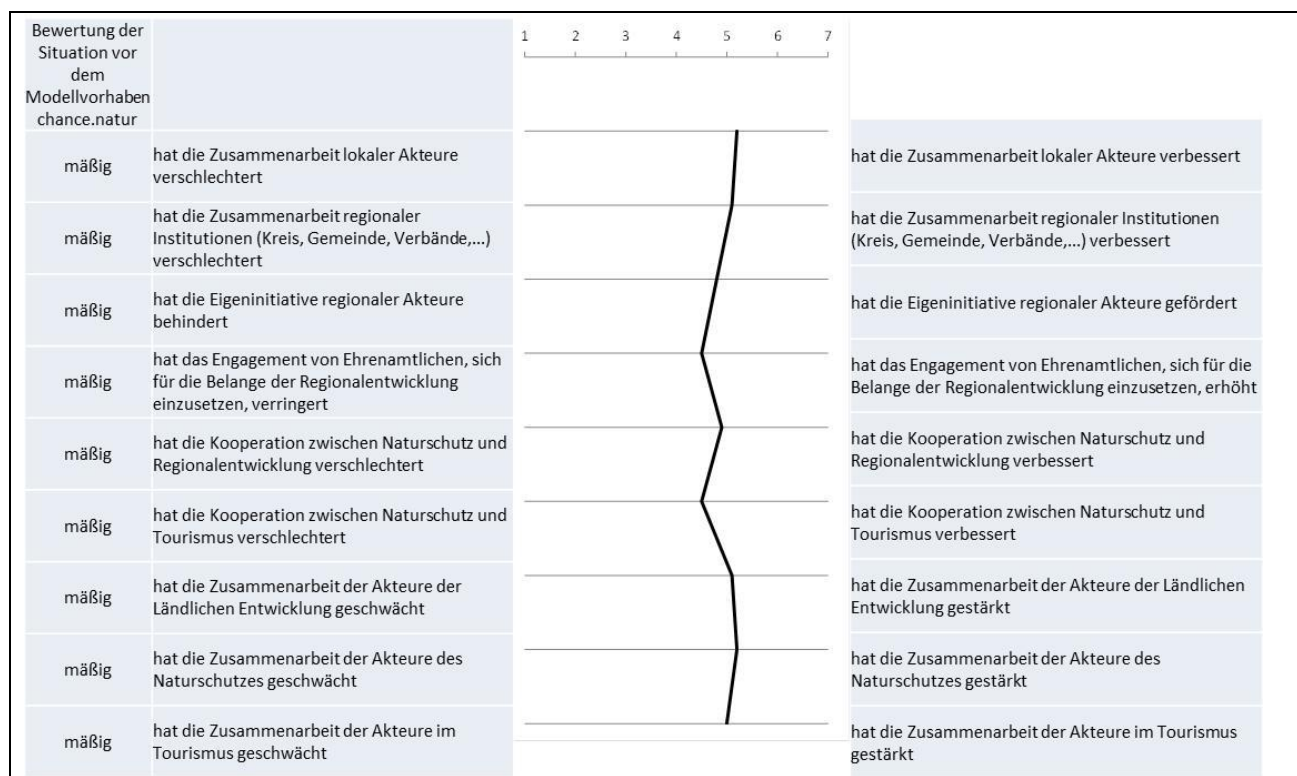 Bewertung der
Situation vor
dem
Modellvorhaben
chance.natur
1 2 3 4 5 6 7
mäßig
hat die Zusammenarbeit lokaler Akteure
verschlechtert
hat die Zusammenarbeit lokaler Akteure verbessert
mäßig
hat die Zusammenarbeit regionaler
Institutionen (Kreis, Gemeinde, Verbände,...)
verschlechtert
hat die Zusammenarbeit regionaler Institutionen
(Kreis, Gemeinde, Verbände,...) verbessert
mäßig
hat die Eigeninitiative regionaler Akteure
behindert
hat die Eigeninitiative regionaler Akteure gefördert
mäßig
hat das Engagement von Ehrenamtlichen, sich
für die Belange der Regionalentwicklung
einzusetzen, verringert
hat das Engagement von Ehrenamtlichen, sich für die
Belange der Regionalentwicklung einzusetzen, erhöht
mäßig
hat die Kooperation zwischen Naturschutz und
Regionalentwicklung verschlechtert
hat die Kooperation zwischen Naturschutz und
Regionalentwicklung verbessert
mäßig
hat die Kooperation zwischen Naturschutz und
Tourismus verschlechtert
hat die Kooperation zwischen Naturschutz und
Tourismus verbessert
mäßig
hat die Zusammenarbeit der Akteure der
Ländlichen Entwicklung geschwächt
hat die Zusammenarbeit der Akteure der Ländlichen
Entwicklung gestärkt
mäßig
hat die Zusammenarbeit der Akteure des
Naturschutzes geschwächt
hat die Zusammenarbeit der Akteure des
Naturschutzes gestärkt
mäßig
hat die Zusammenarbeit der Akteure im
Tourismus geschwächt
hat die Zusammenarbeit der Akteure im Tourismus
gestärkt